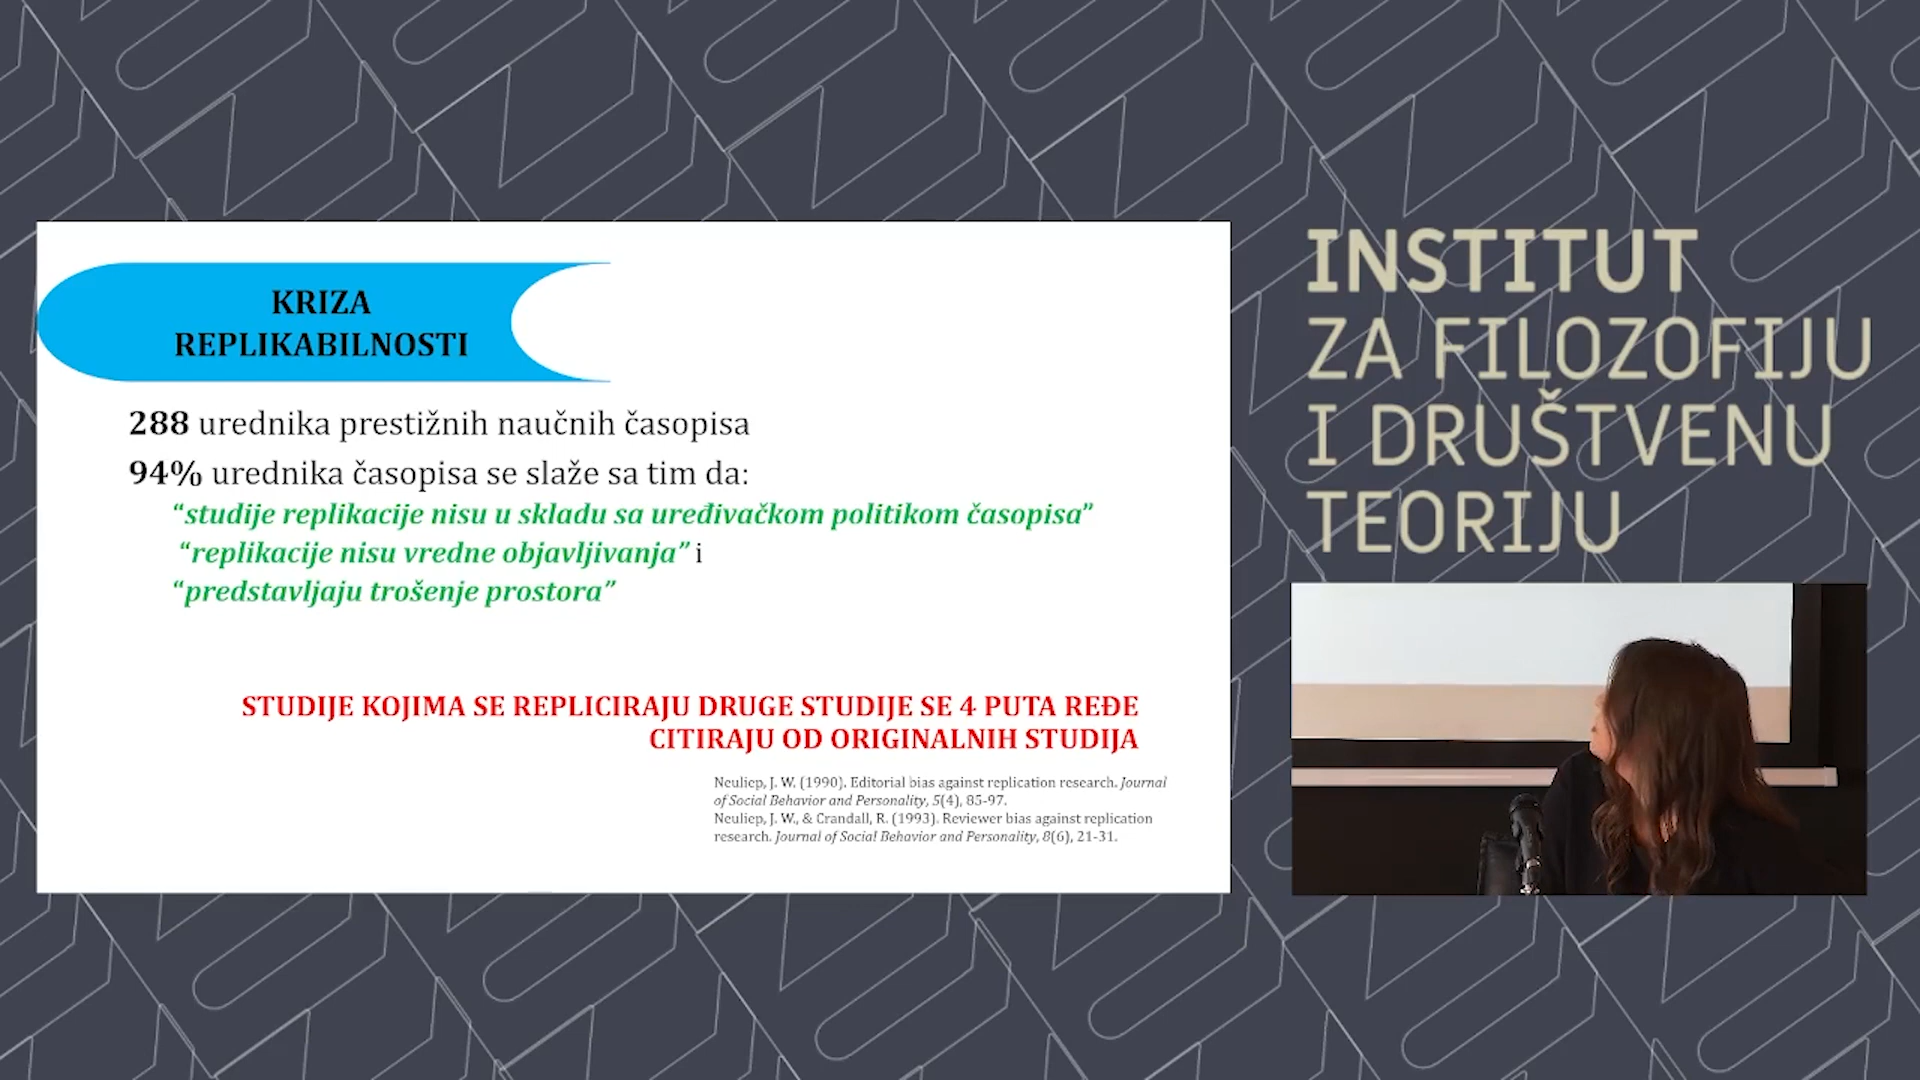 KRIZA
REPLIKABILNOSTI
288 urednika prestižnih naučnih časopisa
94% urednika časopisa se slaže sa tim da:
“studije replikacije nisu u skladu sa uređivačkom politikom časopisa”
“replikacije nisu vredne objavljivanja” i
“predstavljaju trošenje prostora”
STUDIJE KOJIMA SE REPLICIRAJU DRUGE STUDIJE SE 4 PUTA REĐE
CITIRAJU OD ORIGINALNIH STUDIJA
Neuliep, J. W. (1990). Editorial bias against replication research. Journal
of Social Behavior and Personality, 5(4), 85-97.
Neuliep, J. W., & Crandall, R. (1993). Reviewer bias against replication
research. Journal of Social Behavior and Personality, 8(6), 21-31.
INSTITUT
ZA FILOZOFIJU
I DRUŠTVENU
TEORIJU